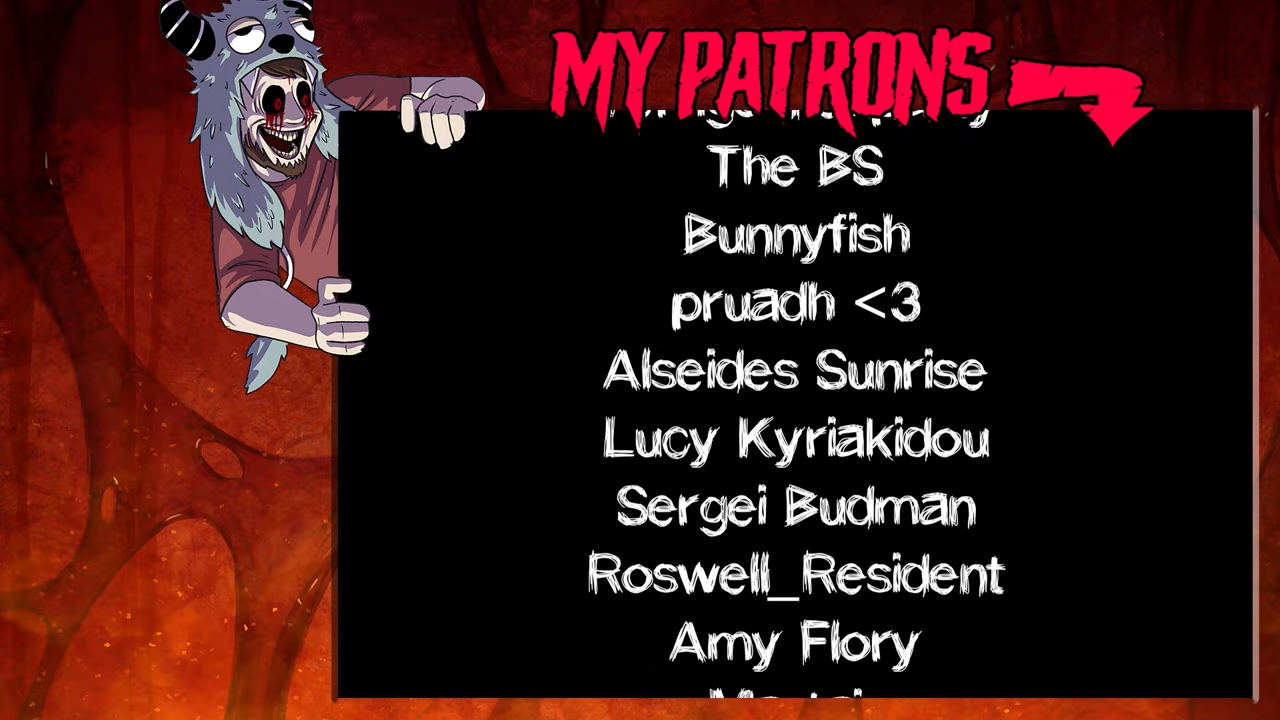 MY PATRONS
The BS
Bunnyfish
pruadh <3
Alseides Sunrise
Lucy Kyriakidou
Sergei Budman
Roswell_Resident
Amy Flory